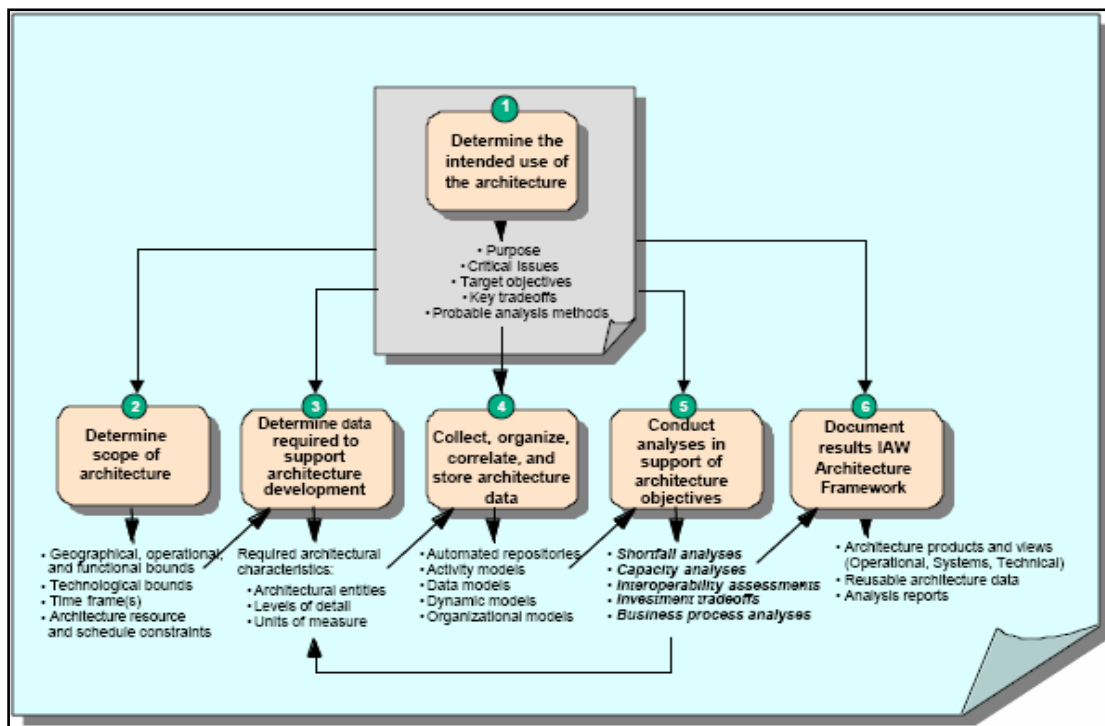 1
Determine the
intended use of
the architecture
• Purpose
• Critical Issues
• Target objectives
• Key tradeoffs
• Probable analysis methods
2
Determine
scope of
architecture
• Geographical, operational,
and functional bounds
• Technological bounds
• Time frame(s)
• Architecture resource
and schedule constraints
3
Determine data
required to
support
architecture
development
Required architectural
characteristics:
• Architectural entities
• Levels of detail
• Units of measure
4
Collect, organize,
correlate, and
store architecture
data
• Automated repositories
• Activity models
• Data models
• Dynamic models
• Organizational models
5
Conduct
analyses in
support of
architecture
objectives
• Shortfall analyses
• Capacity analyses
• Interoperability assessments
• Investment tradeoffs
• Business process analyses
6
Document
results IAW
Architecture
Framework
• Architecture products and views
(Operational, Systems, Technical)
• Reusable architecture data
• Analysis reports